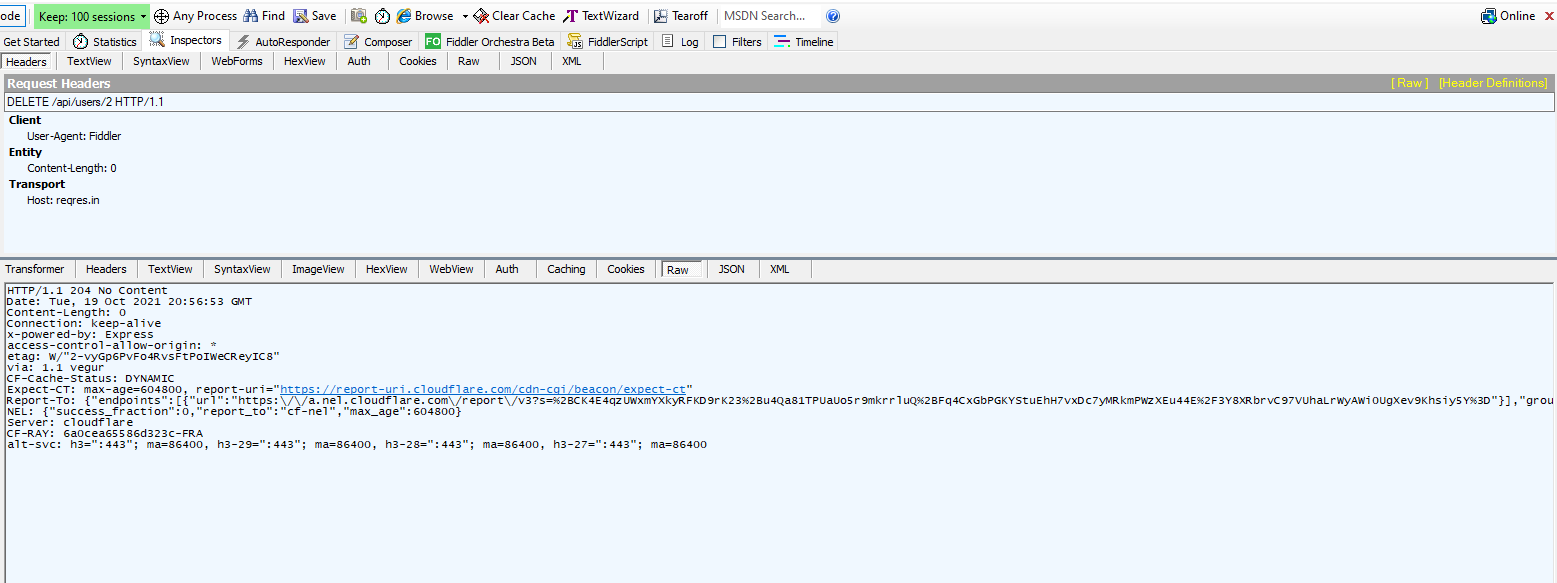 ode Keep: 100 sessions Any Process Find Save Browse Clear Cache TextWizard Tearoff MSDN Search... Online X
Get Started Statistics Inspectors AutoResponder Composer FO Fiddler Orchestra Beta FiddlerScript Log Filters Timeline
Headers TextView SyntaxView WebForms HexView Auth Cookies Raw JSON XML
Request Headers [ Raw ] [Header Definitions]
DELETE /api/users/2 HTTP/1.1
Client
User-Agent: Fiddler
Entity
Content-Length: 0
Transport
Host: reqres.in
Transformer Headers TextView SyntaxView ImageView HexView WebView Auth Caching Cookies Raw JSON XML
HTTP/1.1 204 No Content
Date: Tue, 19 Oct 2021 20:56:53 GMT
Content-Length: 0
Connection: keep-alive
x-powered-by: Express
access-control-allow-origin: *
etag: W/"2-vyGp6PvFo4RvsFtPoIWeCReyIC8"
via: 1.1 vegur
CF-Cache-Status: DYNAMIC
Expect-CT: max-age=604800, report-uri="https://report-uri.cloudflare.com/cdn-cgi/beacon/expect-ct"
Report-To: {"endpoints":[{"url":"https:\/\/a.nel.cloudflare.com\/report\/v3?s=%2BCK4E4qzUWxmYXkyRFKD9rK23%2Bu4Qa81TPUaUo5r9mkrrluQ%2BFq4CxGbPGKYStuEhH7vxDc7yMRkmPWzXEu44E%2F3Y8XRbrvC97VUhaLrWyAWiOUgXev9Khsiy5Y%3D"}],"grou
NEL: {"success_fraction":0,"report_to":"cf-nel","max_age":604800}
Server: cloudflare
CF-RAY: 6a0cea65586d323c-FRA
alt-svc: h3=":443"; ma=86400, h3-29=":443"; ma=86400, h3-28=":443"; ma=86400, h3-27=":443"; ma=86400